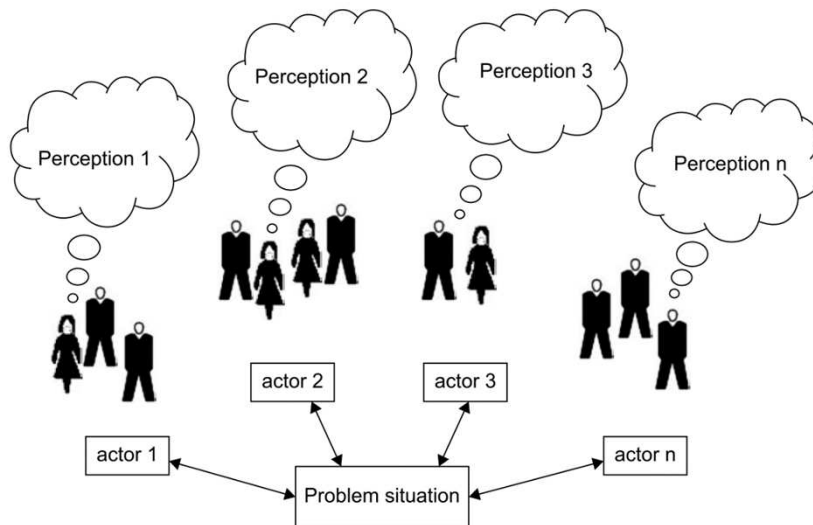 Perception 1
Perception 2
Perception 3
Perception n
actor 1
actor 2
actor 3
actor n
Problem situation